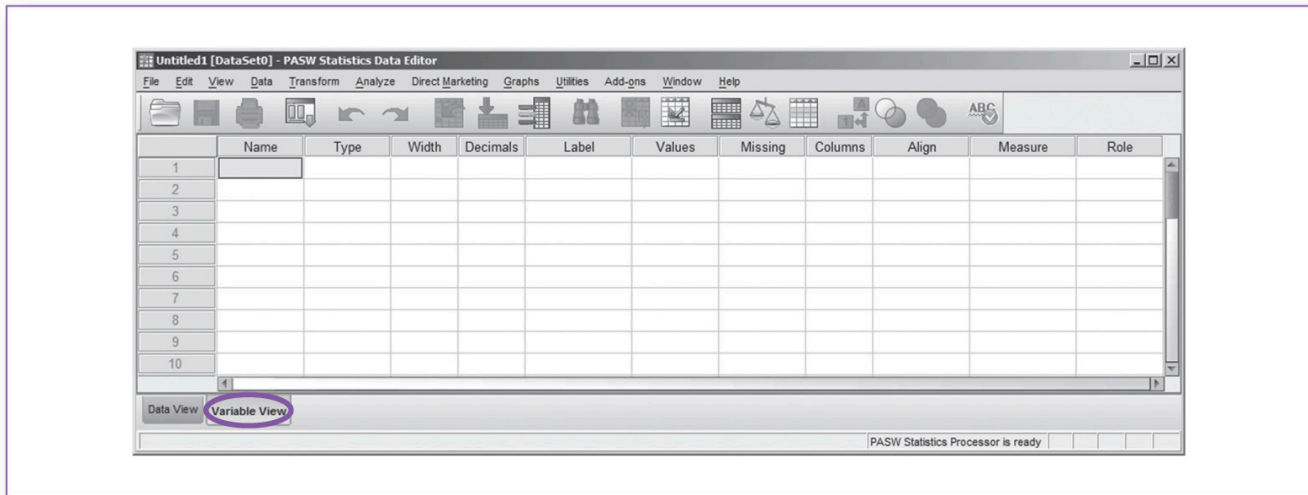 Untitled1 [DataSet0] - PASW Statistics Data Editor
File Edit View Data Transform Analyze Direct Marketing Graphs Utilities Add-ons Window Help
A
1
ABC
Name Type Width Decimals Label Values Missing Columns Align Measure Role
1
2
3
4
5
6
7
8
9
10
Data View Variable View
PASW Statistics Processor is ready